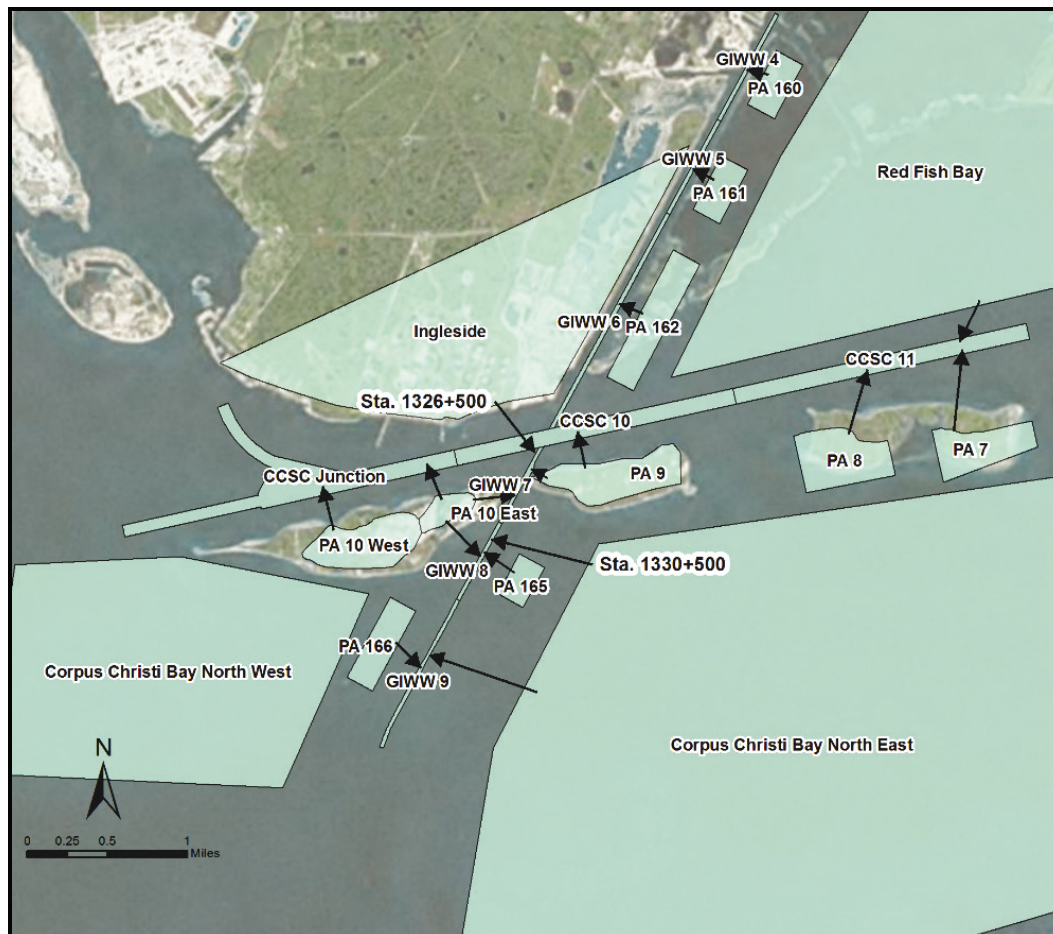 GIWW 4
PA 160
GIWW 5
Red Fish Bay
PA 161
GIWW 6
PA 162
Ingleside
CCSC 11
Sta. 1326+500
CCSC 10
PA 7
PA 8
PA 9
CCSC Junction
GIWW 7
PA 10 East
PA 10 West
Sta. 1330+500
GIWW 8
PA 165
PA 166
Corpus Christi Bay North West
GIWW 9
Corpus Christi Bay North East
N
0 0.25 0.5 1
Miles